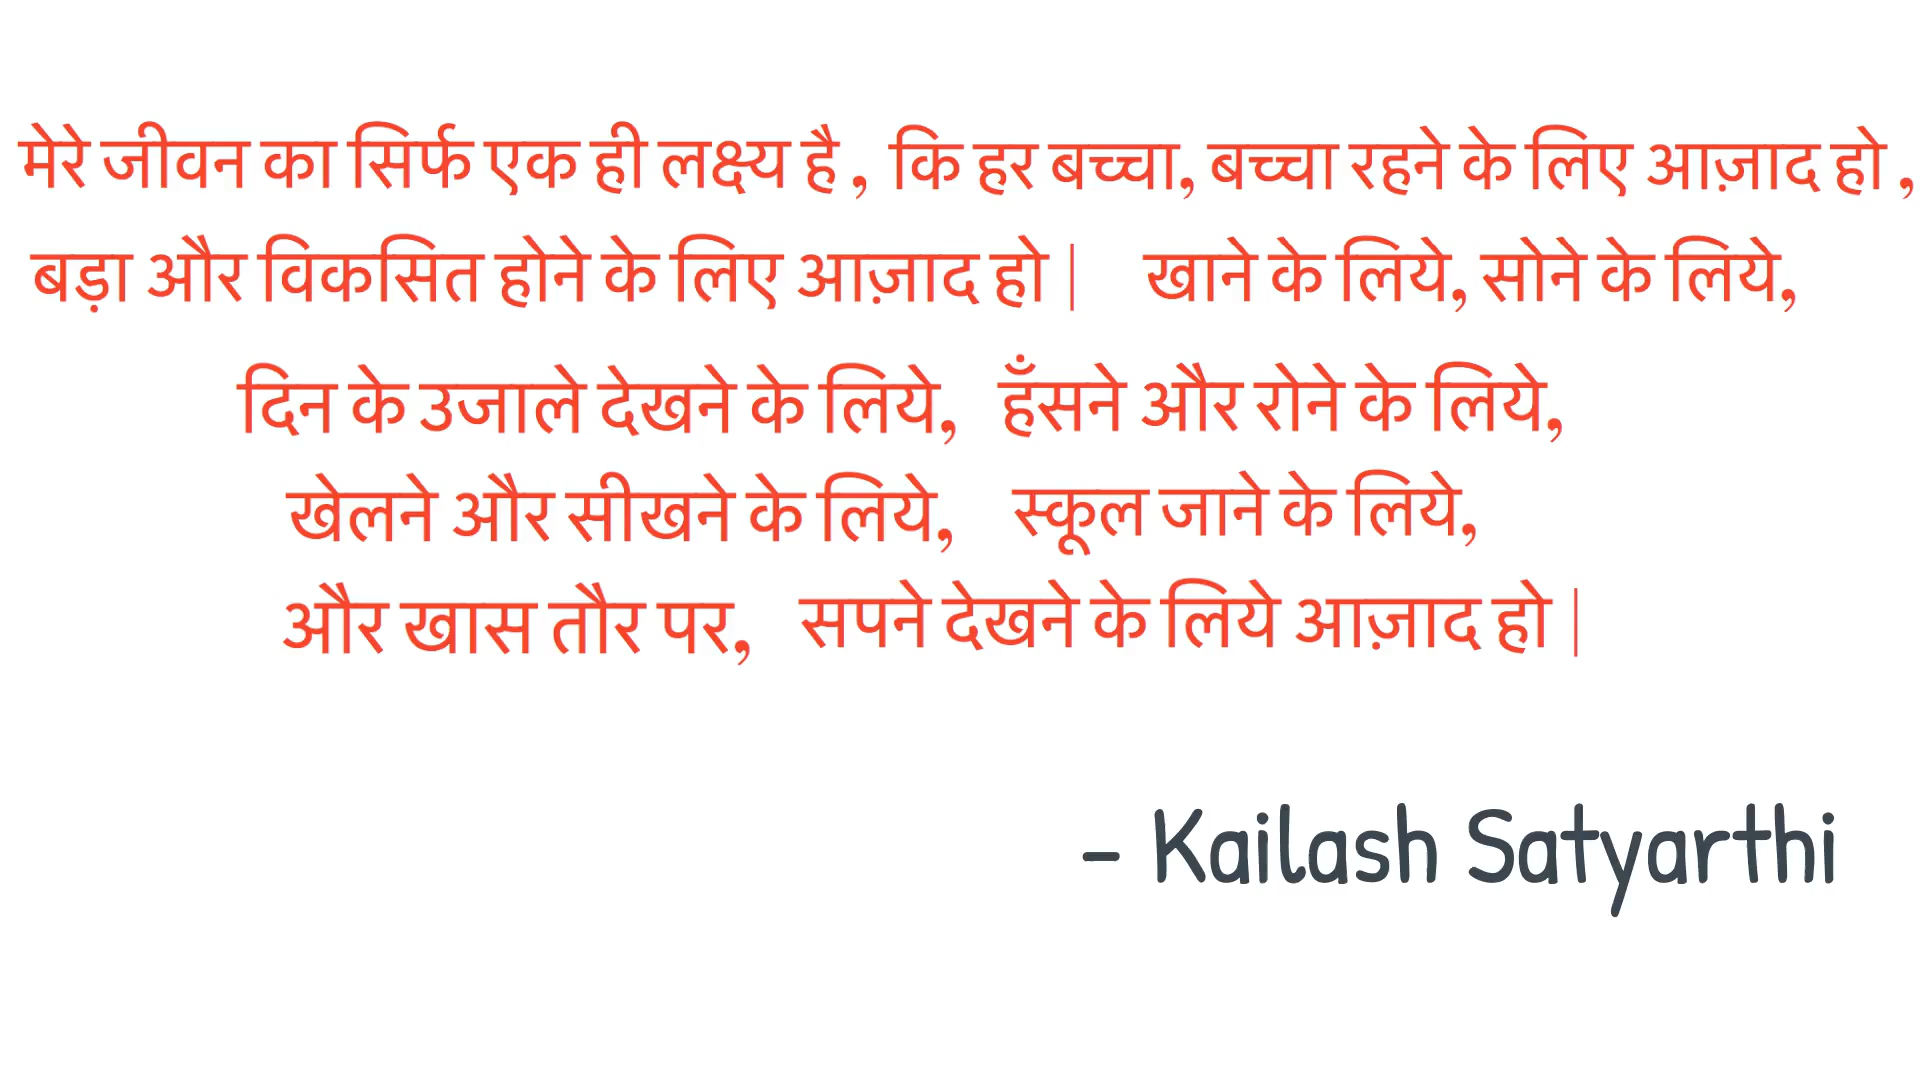 मेरे जीवन का सिर्फ एक ही लक्ष्य है, कि हर बच्चा, बच्चा रहने के लिए आज़ाद हो,
बड़ा और विकसित होने के लिए आज़ाद हो | खाने के लिये, सोने के लिये,
दिन के उजाले देखने के लिये, हँसने और रोने के लिये,
खेलने और सीखने के लिये, स्कूल जाने के लिये,
और खास तौर पर, सपने देखने के लिये आज़ाद हो |
- Kailash Satyarthi